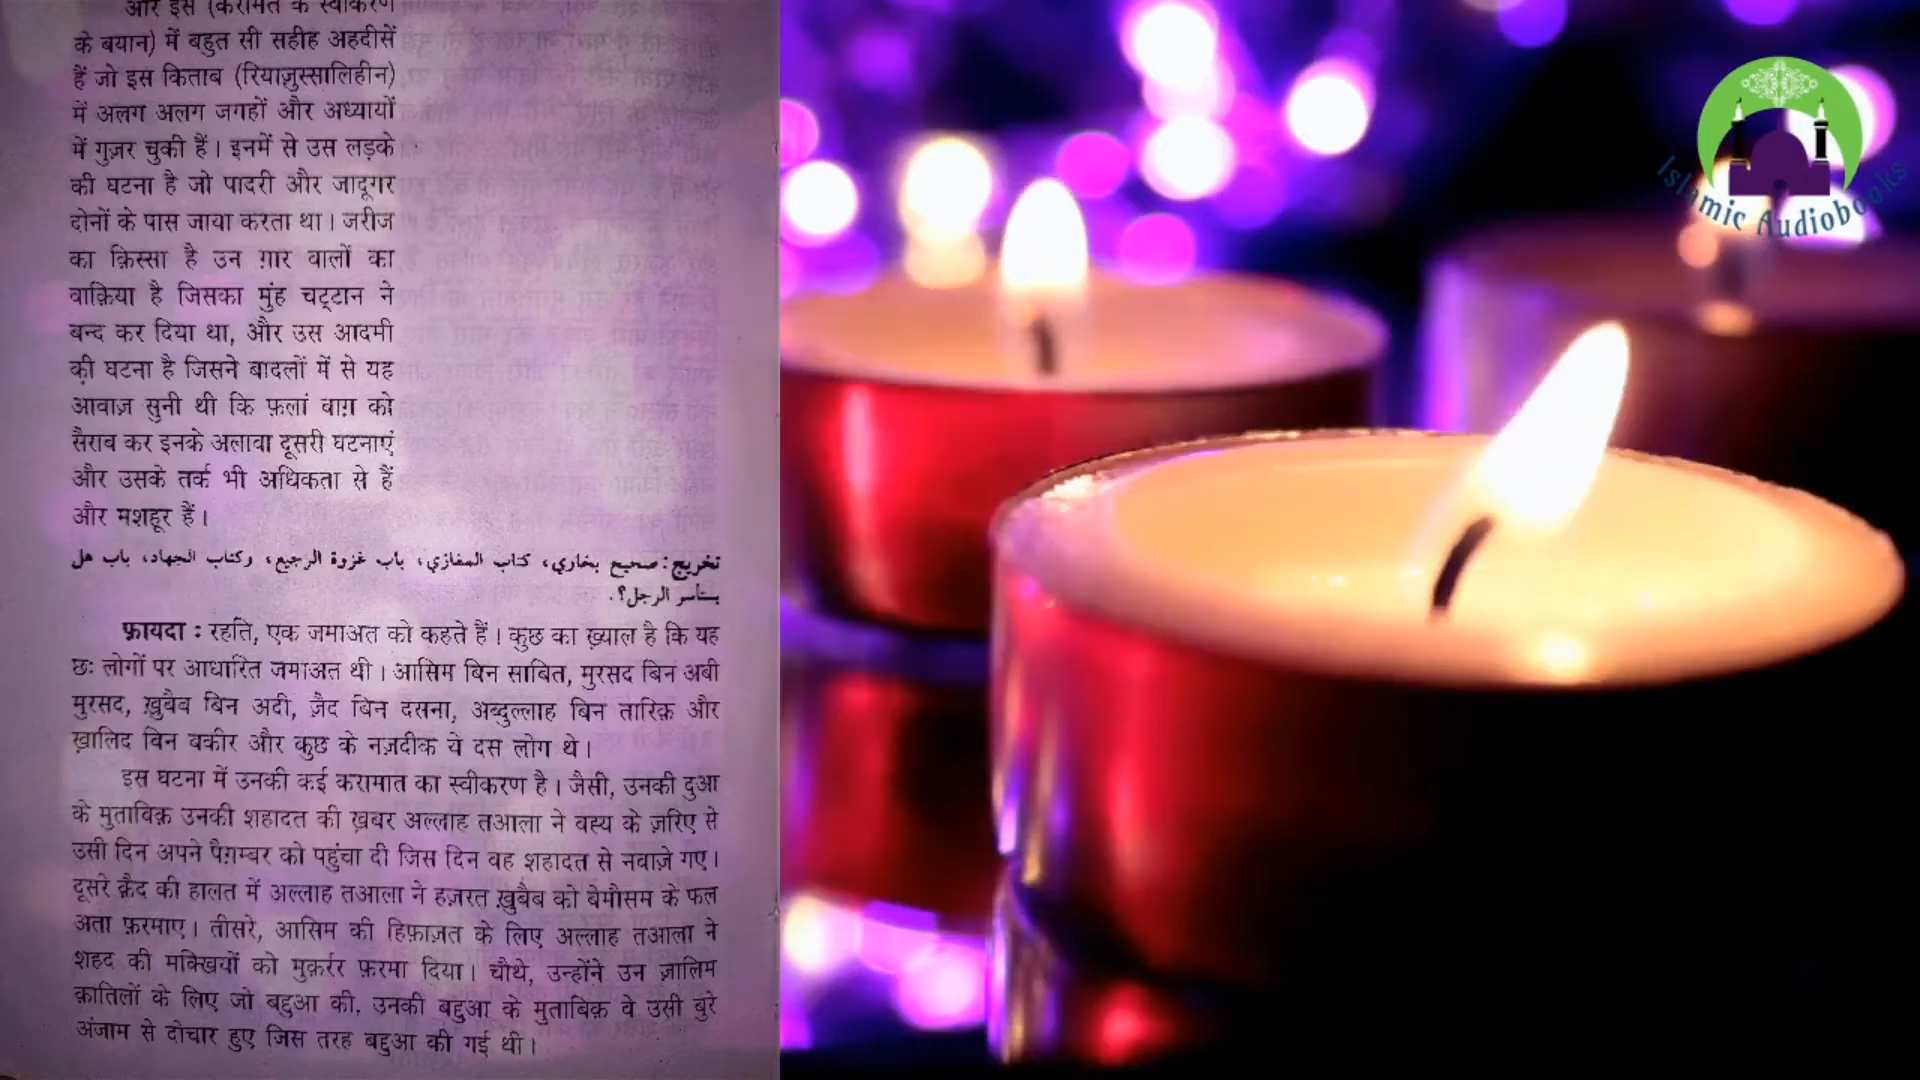 और इस (करामत के स्वीकरण
के बयान) में बहुत सी सहीह अहदीसें
हैं जो इस किताब (रियाज़ुस्सालिहीन)
में अलग अलग जगहों और अध्यायों
में गुज़र चुकी हैं। इनमें से उस लड़के
की घटना है जो पादरी और जादूगर
दोनों के पास जाया करता था। जरीज
का क़िस्सा है उन ग़ार वालों का
वाक़िया है जिसका मुंह चट्टान ने
बन्द कर दिया था, और उस आदमी
की घटना है जिसने बादलों में से यह
आवाज़ सुनी थी कि फ़लां बाग़ को
सैराब कर इनके अलावा दूसरी घटनाएं
और उसके तर्क भी अधिकता से हैं
और मशहूर हैं।
تخريج: صحيح بخاري، كتاب المغازي، باب غزوة الرجيع، وكتاب الجهاد، باب هل
يستأسر الرجل؟.
फ़ायदा : रहति, एक जमाअत को कहते हैं। कुछ का ख़्याल है कि यह
छः लोगों पर आधारित जमाअत थी। आसिम बिन साबित, मुरसद बिन अबी
मुरसद, ख़ुबैब बिन अदी, ज़ैद बिन दसना, अब्दुल्लाह बिन तारिक़ और
ख़ालिद बिन बकीर और कुछ के नज़दीक ये दस लोग थे।
इस घटना में उनकी कई करामात का स्वीकरण है। जैसी, उनकी दुआ
के मुताबिक़ उनकी शहादत की ख़बर अल्लाह तआला ने वह्य के ज़रिए से
उसी दिन अपने पैग़म्बर को पहुंचा दी जिस दिन वह शहादत से नवाज़े गए।
दूसरे क़ैद की हालत में अल्लाह तआला ने हज़रत ख़ुबैब को बेमौसम के फल
अता फ़रमाए। तीसरे, आसिम की हिफ़ाज़त के लिए अल्लाह तआला ने
शहद की मक्खियों को मुक़र्रर फ़रमा दिया। चौथे, उन्होंने उन ज़ालिम
क़ातिलों के लिए जो बद्दुआ की, उनकी बद्दुआ के मुताबिक़ वे उसी बुरे
अंजाम से दोचार हुए जिस तरह बद्दुआ की गई थी।
Islamic Audiobooks